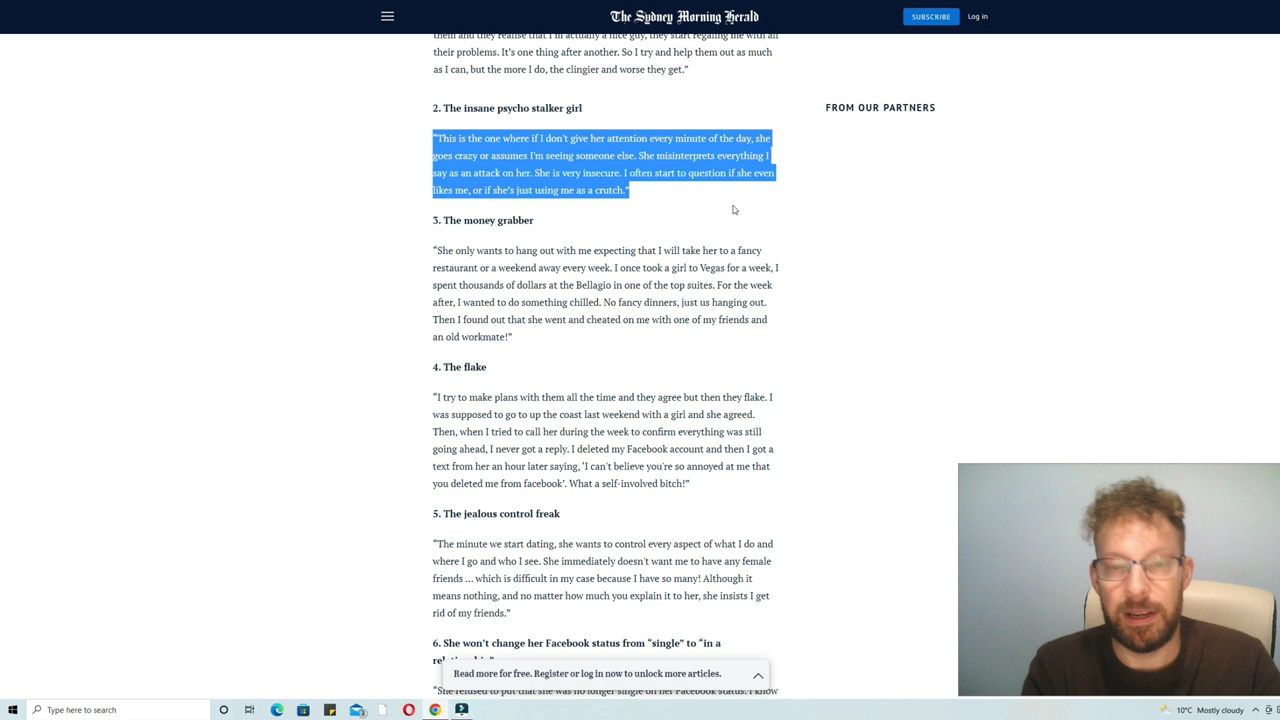 The Sydney Morning Herald
SUBSCRIBE
Log in
them and they realise that I'm actually a nice guy, they start regaling me with all
their problems. It's one thing after another. So I try and help them out as much
as I can, but the more I do, the clingier and worse they get.”
2. The insane psycho stalker girl
FROM OUR PARTNERS
“This is the one where if I don't give her attention every minute of the day, she
goes crazy or assumes I'm seeing someone else. She misinterprets everything I
say as an attack on her. She is very insecure. I often start to question if she even
likes me, or if she's just using me as a crutch.”
3. The money grabber
“She only wants to hang out with me expecting that I will take her to a fancy
restaurant or a weekend away every week. I once took a girl to Vegas for a week, I
spent thousands of dollars at the Bellagio in one of the top suites. For the week
after, I wanted to do something chilled. No fancy dinners, just us hanging out.
Then I found out that she went and cheated on me with one of my friends and
an old workmate!”
4. The flake
“I try to make plans with them all the time and they agree but then they flake. I
was supposed to go to up the coast last weekend with a girl and she agreed.
Then, when I tried to call her during the week to confirm everything was still
going ahead, I never got a reply. I deleted my Facebook account and then I got a
text from her an hour later saying, ‘I can't believe you're so annoyed at me that
you deleted me from facebook’. What a self-involved bitch!”
5. The jealous control freak
“The minute we start dating, she wants to control every aspect of what I do and
where I go and who I see. She immediately doesn't want me to have any female
friends ... which is difficult in my case because I have so many! Although it
means nothing, and no matter how much you explain it to her, she insists I get
rid of my friends.”
6. She won't change her Facebook status from “single” to “in a
Read more for free. Register or log in now to unlock more articles.
“She refused to put that she was no longer single on her Facebook status. I know
Type here to search
10°C Mostly cloudy